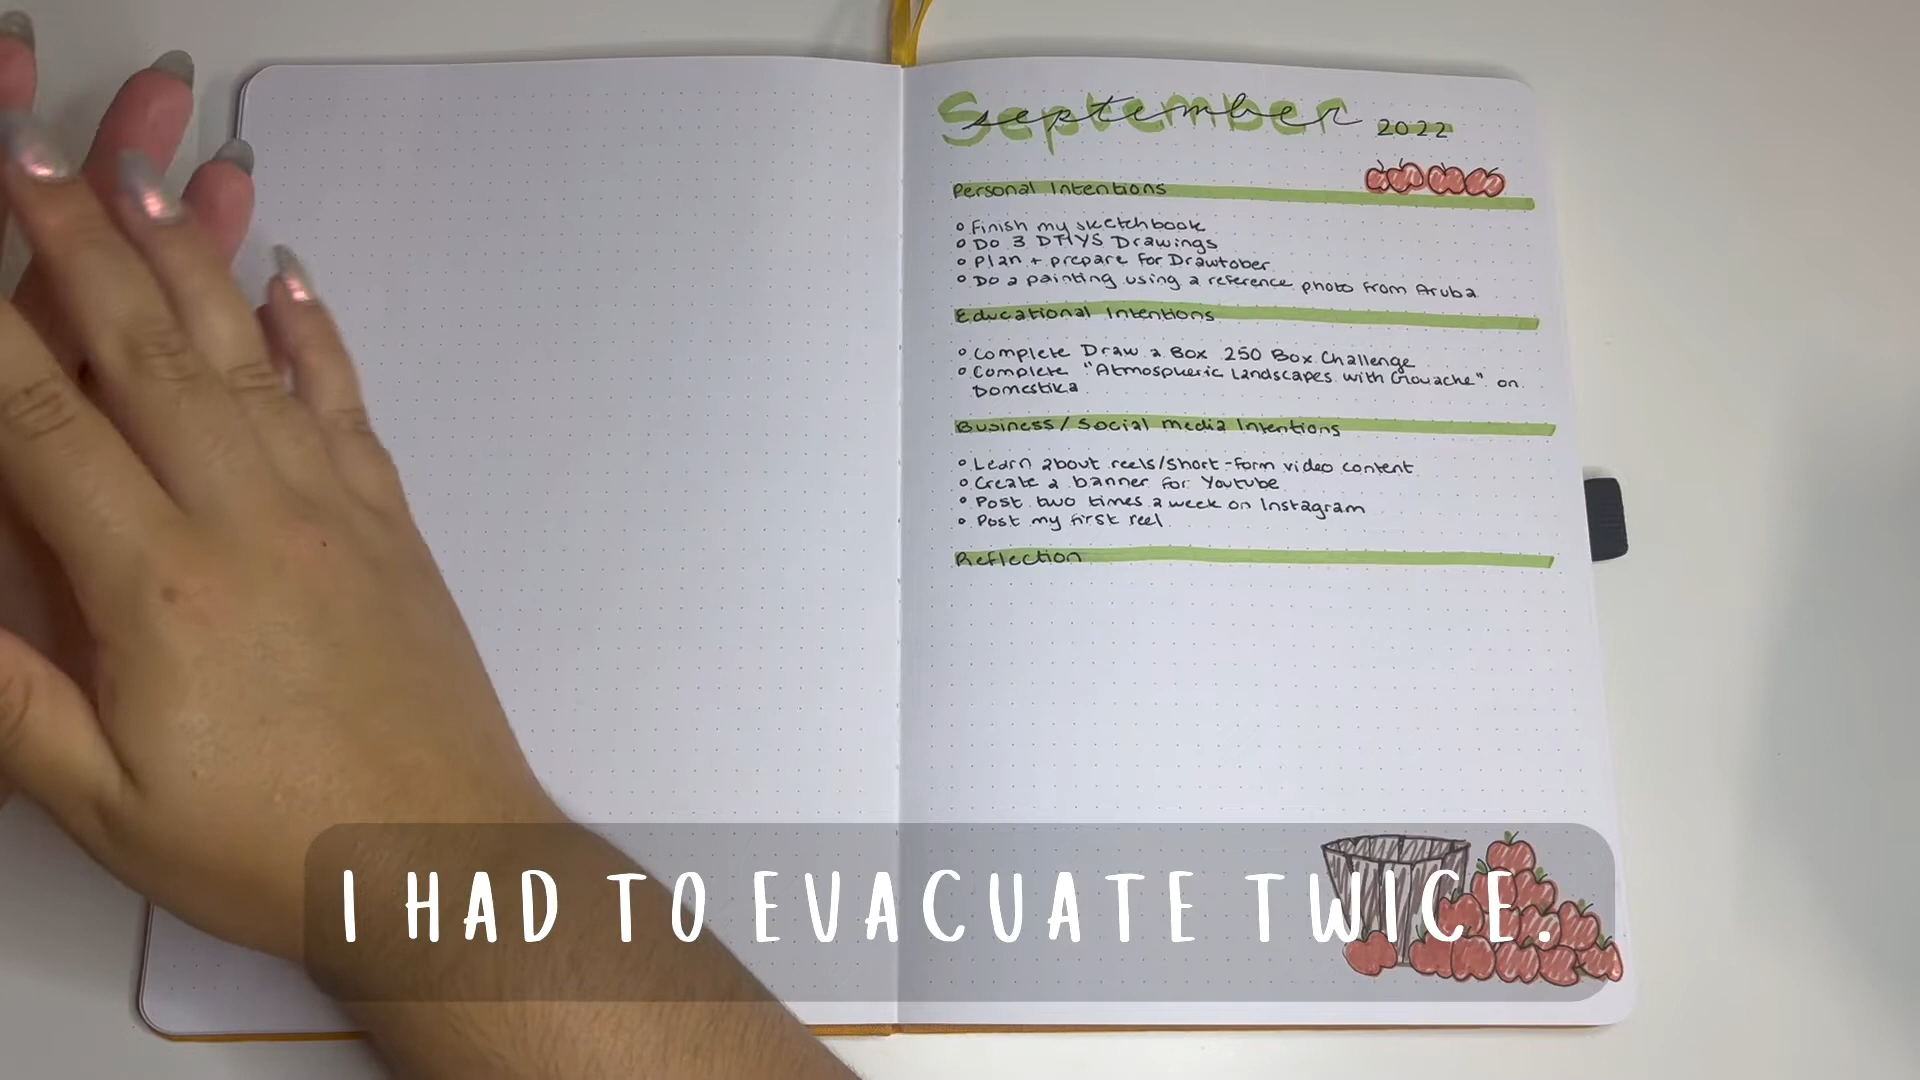 September
september 2022
Personal Intentions
Finish my sketchbook
Do 3 DTIYS Drawings
Plan + prepare for Drawtober
Do a painting using a reference photo from Aruba
Educational Intentions
Complete Draw a Box 250 Box Challenge
Complete "Atmospheric Landscapes with Gouache" on
Domestika
Business/Social Media Intentions
Learn about reels/short-form video content
Create a banner for Youtube
Post two times a week on Instagram
Post my first reel
Reflection
I HAD TO EVACUATE TWICE.